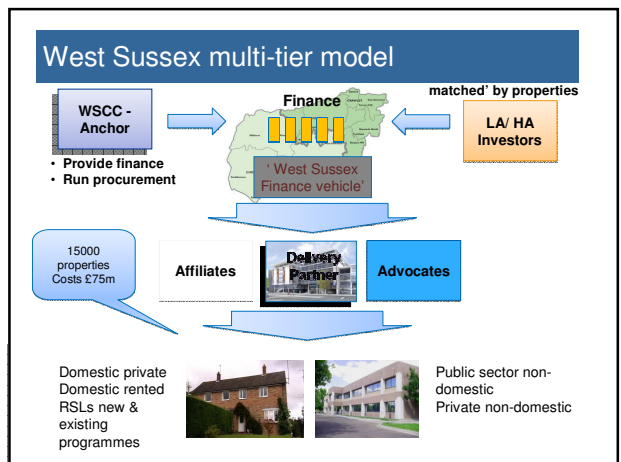 West Sussex multi-tier model
WSCC -
Anchor
• Provide finance
• Run procurement
Finance
' West Sussex
Finance vehicle'
matched' by properties
LA/ HA
Investors
15000
properties
Costs £75m
Affiliates
Delivery
Partner
Advocates
Domestic private
Domestic rented
RSLs new &
existing
programmes
Public sector non-
domestic
Private non-domestic